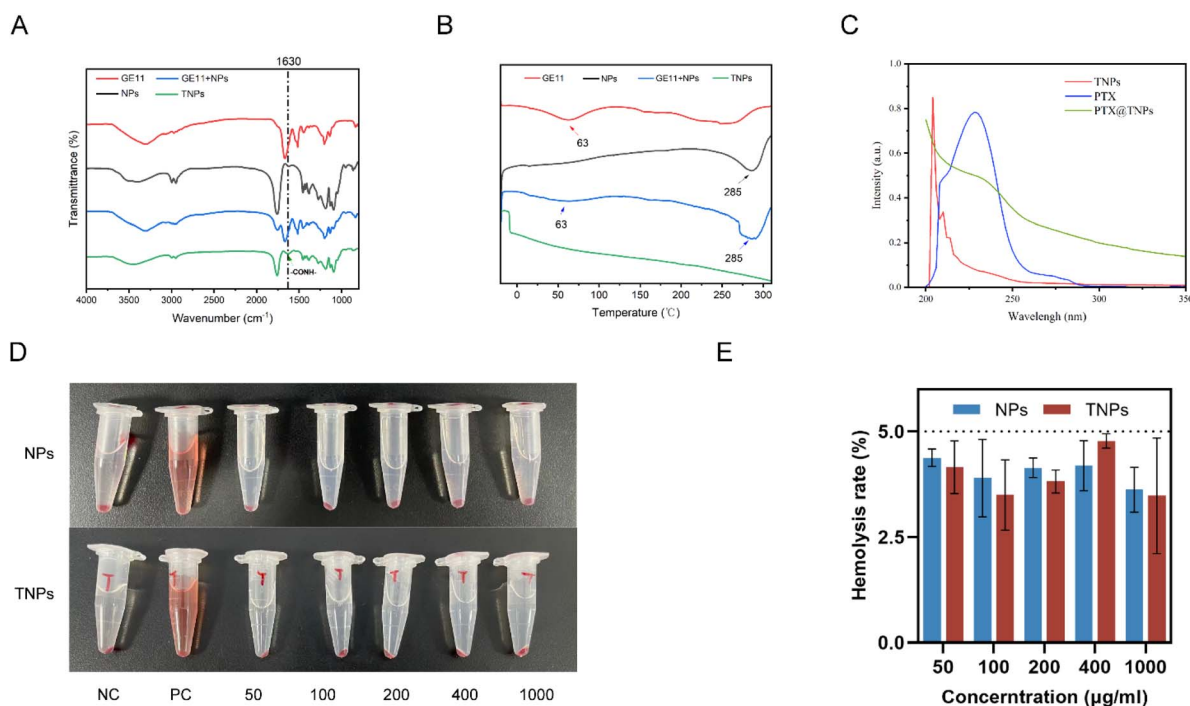 A
1630
GE11 GE11+NPs
NPs TNPs
Transmittrance (%)
-CONH-
4000 3500 3000 2500 2000 1500 1000
Wavenumber (cm-1)
B
GE11 NPs GE11+NPs TNPs
63
285
63
285
0 50 100 150 200 250 300
Temperature (℃)
C
TNPs
PTX
PTX@TNPs
Intensity (a.u.)
1.0
0.8
0.6
0.4
0.2
0.0
200 250 300 350
Wavelengh (nm)
D
NPs
TNPs
T T T T T T T
NC PC 50 100 200 400 1000
E
NPs TNPs
Hemolysis rate (%)
5.0
2.5
0.0
50 100 200 400 1000
Concerntration (μg/ml)